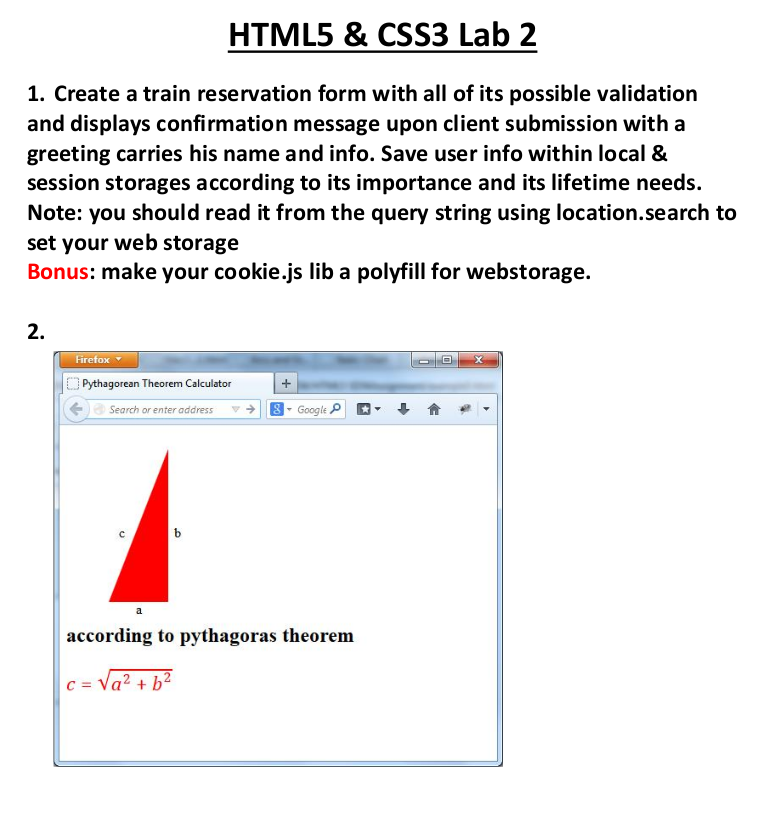 HTML5 & CSS3 Lab 2
1. Create a train reservation form with all of its possible validation
and displays confirmation message upon client submission with a
greeting carries his name and info. Save user info within local &
session storages according to its importance and its lifetime needs.
Note: you should read it from the query string using location.search to
set your web storage
Bonus: make your cookie.js lib a polyfill for webstorage.
2.
Firefox
Pythagorean Theorem Calculator
Search or enter address
8 Google
c
b
a
according to pythagoras theorem
c = √a² + b²